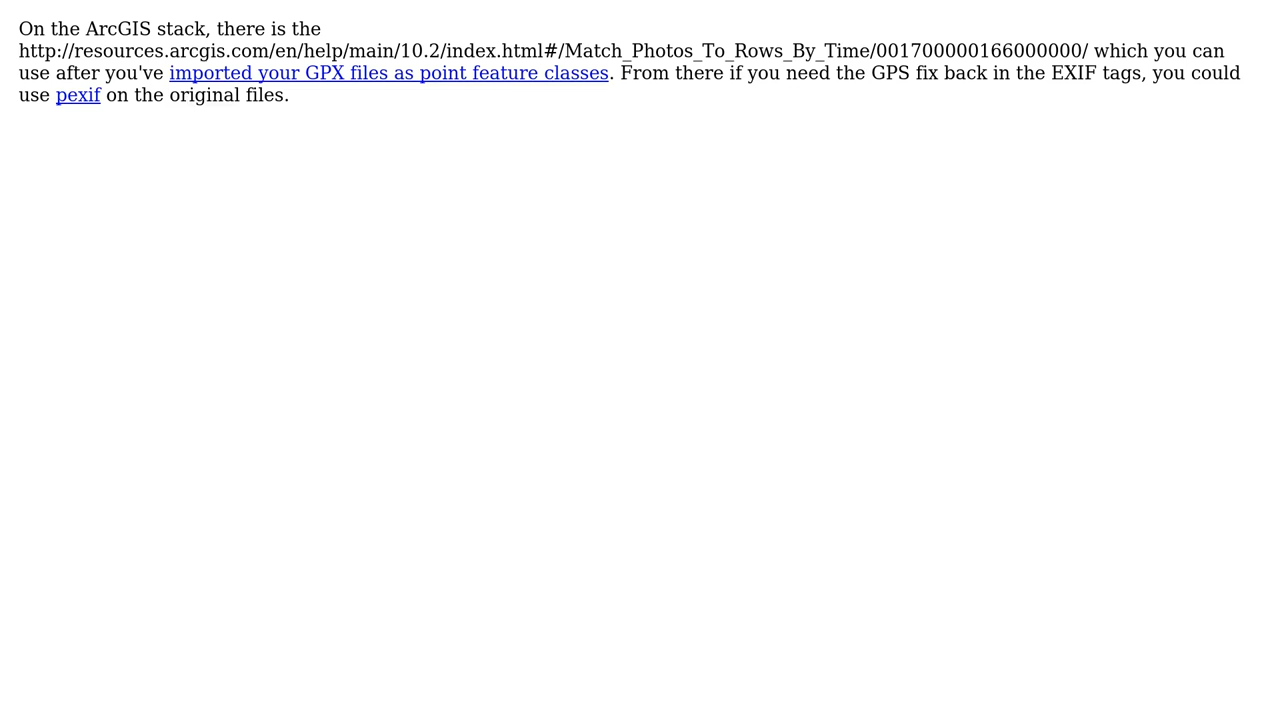 On the ArcGIS stack, there is the
http://resources.arcgis.com/en/help/main/10.2/index.html#/Match_Photos_To_Rows_By_Time/001700000166000000/ which you can
use after you've imported your GPX files as point feature classes. From there if you need the GPS fix back in the EXIF tags, you could
use pexif on the original files.